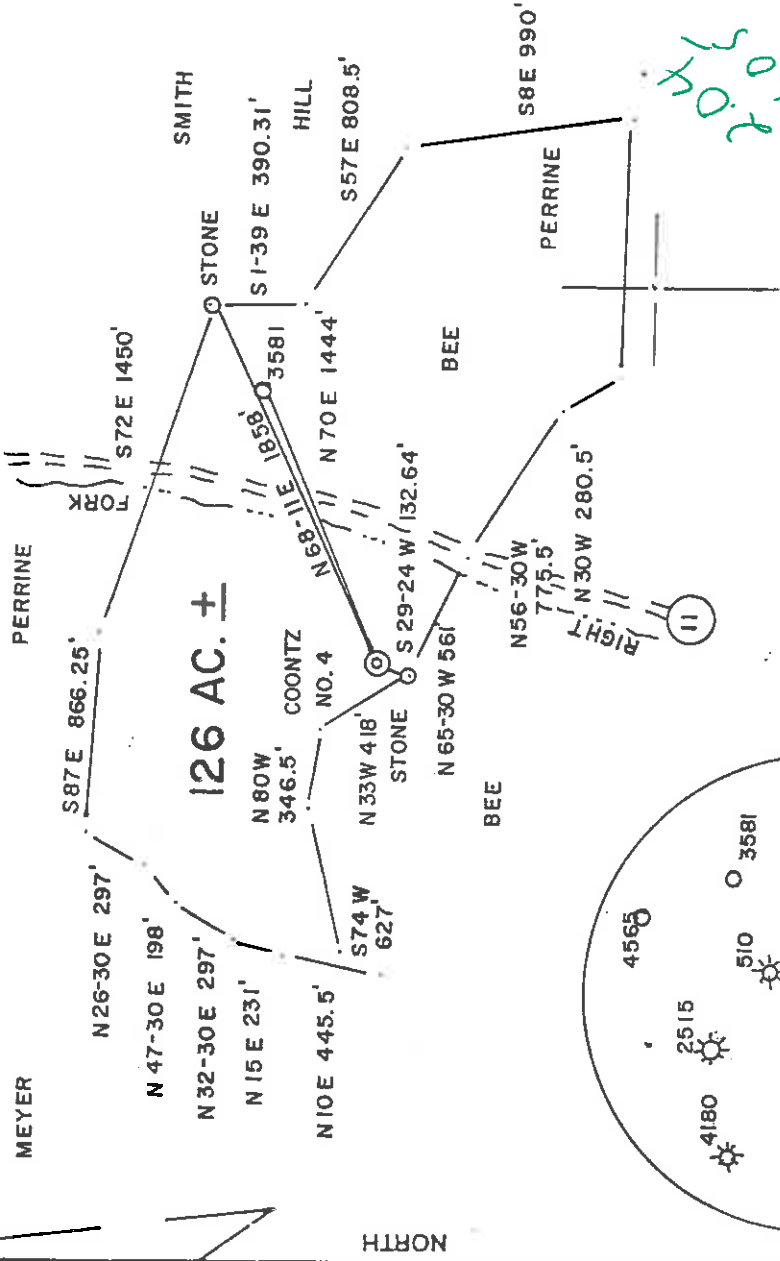 MEYER
PERRINE
SMITH
HILL
S87E 866.25'
S72E 1450'
FORK
STONE
S1-39E 390.31'
S57E 808.5'
S8E 990'
PERRINE
N26-30E 297'
N47-30E 198'
N32-30E 297'
N15E 231'
N10E 445.5'
126 AC. ±
N68-11E 1858'
3581
N70E 1444'
BEE
COONTZ
NO. 4
N80W
346.5'
S74W
627'
N33W 418'
STONE
S29-24W 132.64'
N65-30W 561'
BEE
N56-30W
775.5'
N30W 280.5'
RIGHT
11
NORTH
4565
3581
510
2515
4180